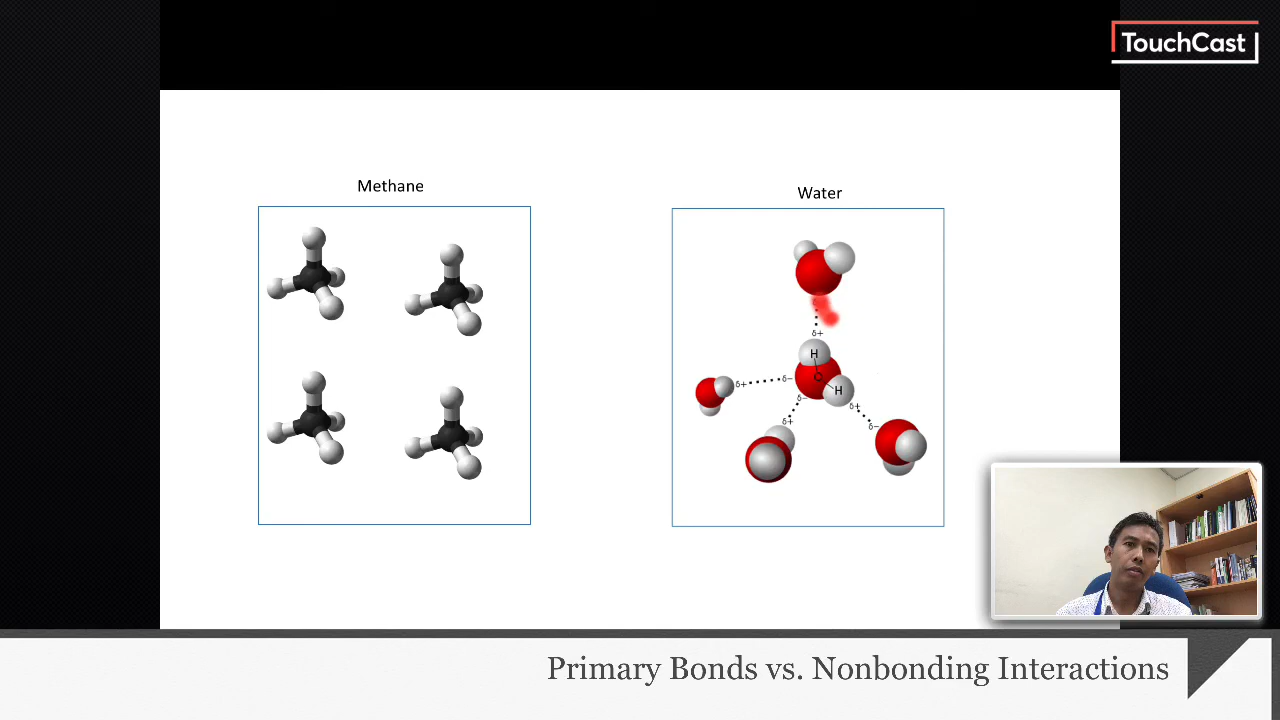 TouchCast
Methane
Water
δ+
H
δ+
δ−
O
H
δ−
δ+
δ+
δ−
Primary Bonds vs. Nonbonding Interactions